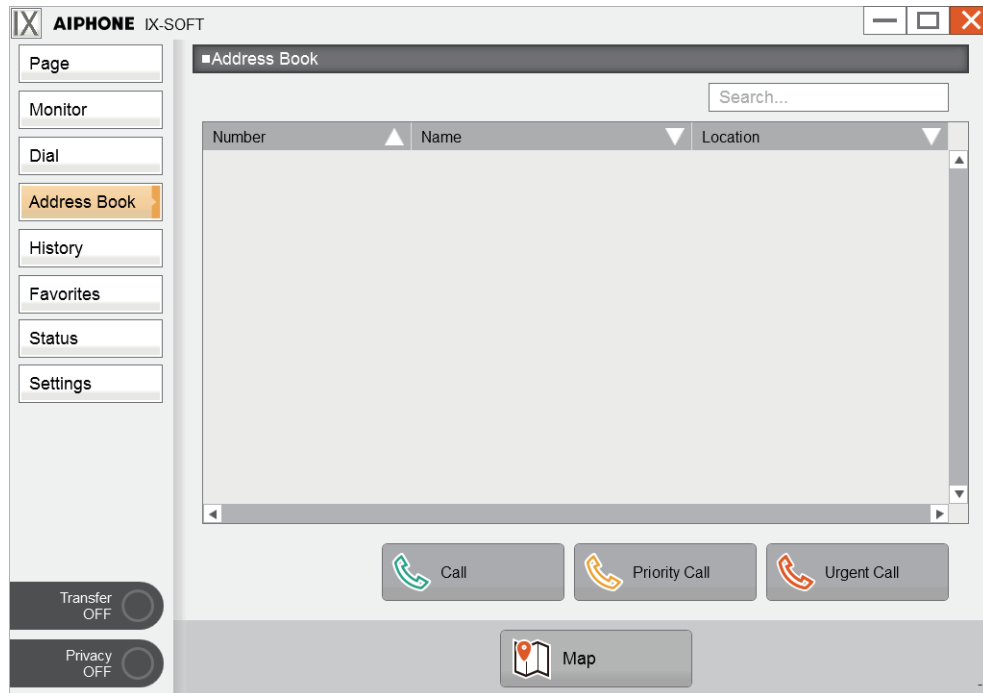 IX AIPHONE IX-SOFT
Page
Monitor
Dial
Address Book
History
Favorites
Status
Settings
Transfer
OFF
Privacy
OFF
■Address Book
Search...
Number Name Location
Call Priority Call Urgent Call
Map